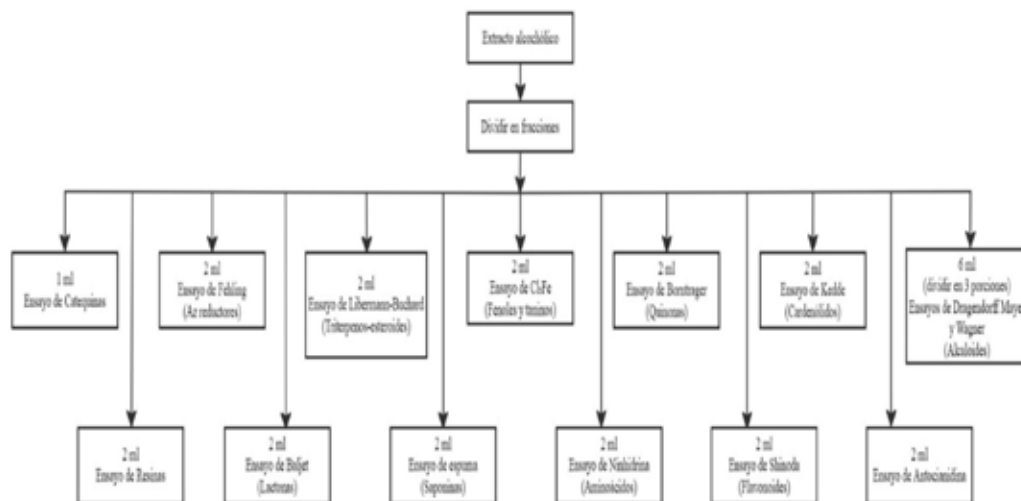 Extracto alcohólico
Dividir en fracciones
1 ml
Ensayo de Catequinas
2 ml
Ensayo de Fehling
(Az reductores)
2 ml
Ensayo de Libermann-Buchard
(Triterpenos-esteroides)
2 ml
Ensayo de Cl₃Fe
(Fenoles y taninos)
2 ml
Ensayo de Borntrager
(Quinonas)
2 ml
Ensayo de Kedde
(Cardenólidos)
6 ml
(dividir en 3 porciones)
Ensayos de Dragendorff Mayer
y Wagner
(Alcaloides)
2 ml
Ensayo de Resinas
2 ml
Ensayo de Baljet
(Lactonas)
2 ml
Ensayo de espuma
(Saponinas)
2 ml
Ensayo de Ninhidrina
(Aminoácidos)
2 ml
Ensayo de Shinoda
(Flavonoides)
2 ml
Ensayo de Antocianidina